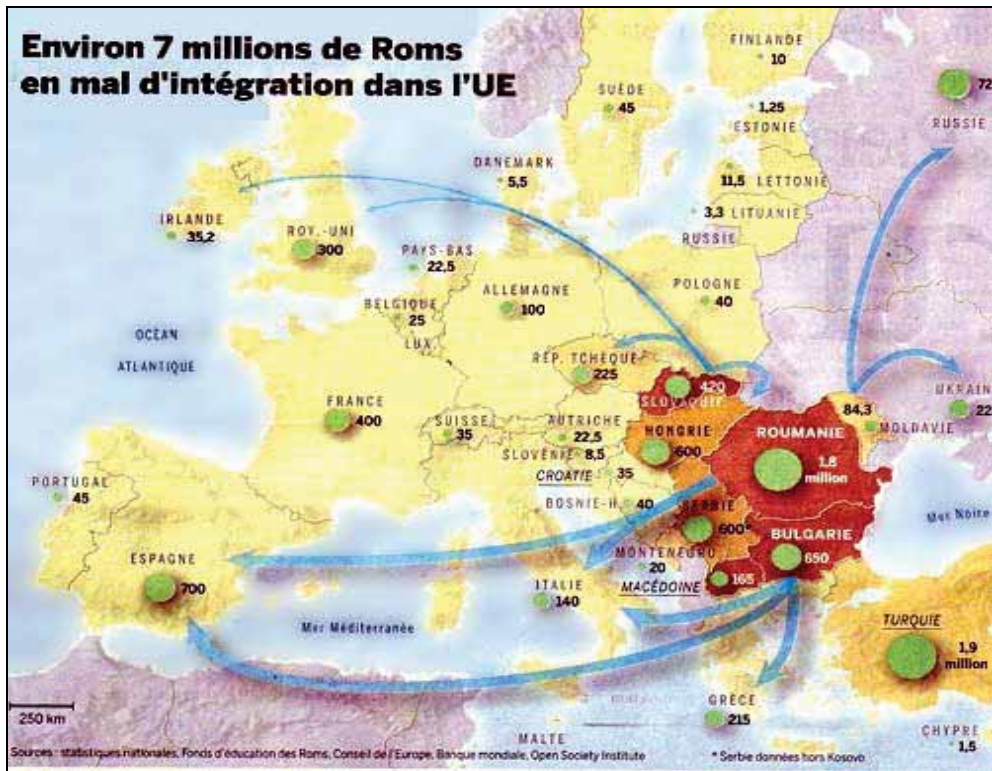 Environ 7 millions de Roms
en mal d'intégration dans l'UE
FINLANDE
10
SUÈDE
45
1,25
ESTONIE
RUSSIE
DANEMARK
5,5
11,5 LETTONIE
3,3 LITUANIE
RUSSIE
IRLANDE
35,2
ROY.-UNI
300
PAYS-BAS
22,5
BELGIQUE
25
LUX.
ALLEMAGNE
100
POLOGNE
40
OCÉAN
ATLANTIQUE
RÉP. TCHÈQUE
225
420
SLOVAQUIE
UKRAIN
FRANCE
400
SUISSE
35
AUTRICHE
22,5
SLOVÉNIE 8,5
CROATIE 35
HONGRIE
600
ROUMANIE
1,8
million
84,3
MOLDAVIE
PORTUGAL
45
BOSNIE-H. 40
SERBIE
600*
BULGARIE
650
Mer Noire
ESPAGNE
700
MONTENEGRO
20
MACÉDOINE
165
ITALIE
140
Mer Méditerranée
TURQUIE
1,9
million
GRÈCE
215
250 km
MALTE
CHYPRE
1,5
Sources : statistiques nationales, Fonds d'éducation des Roms, Conseil de l'Europe, Banque mondiale, Open Society Institute
* Serbie données hors Kosovo